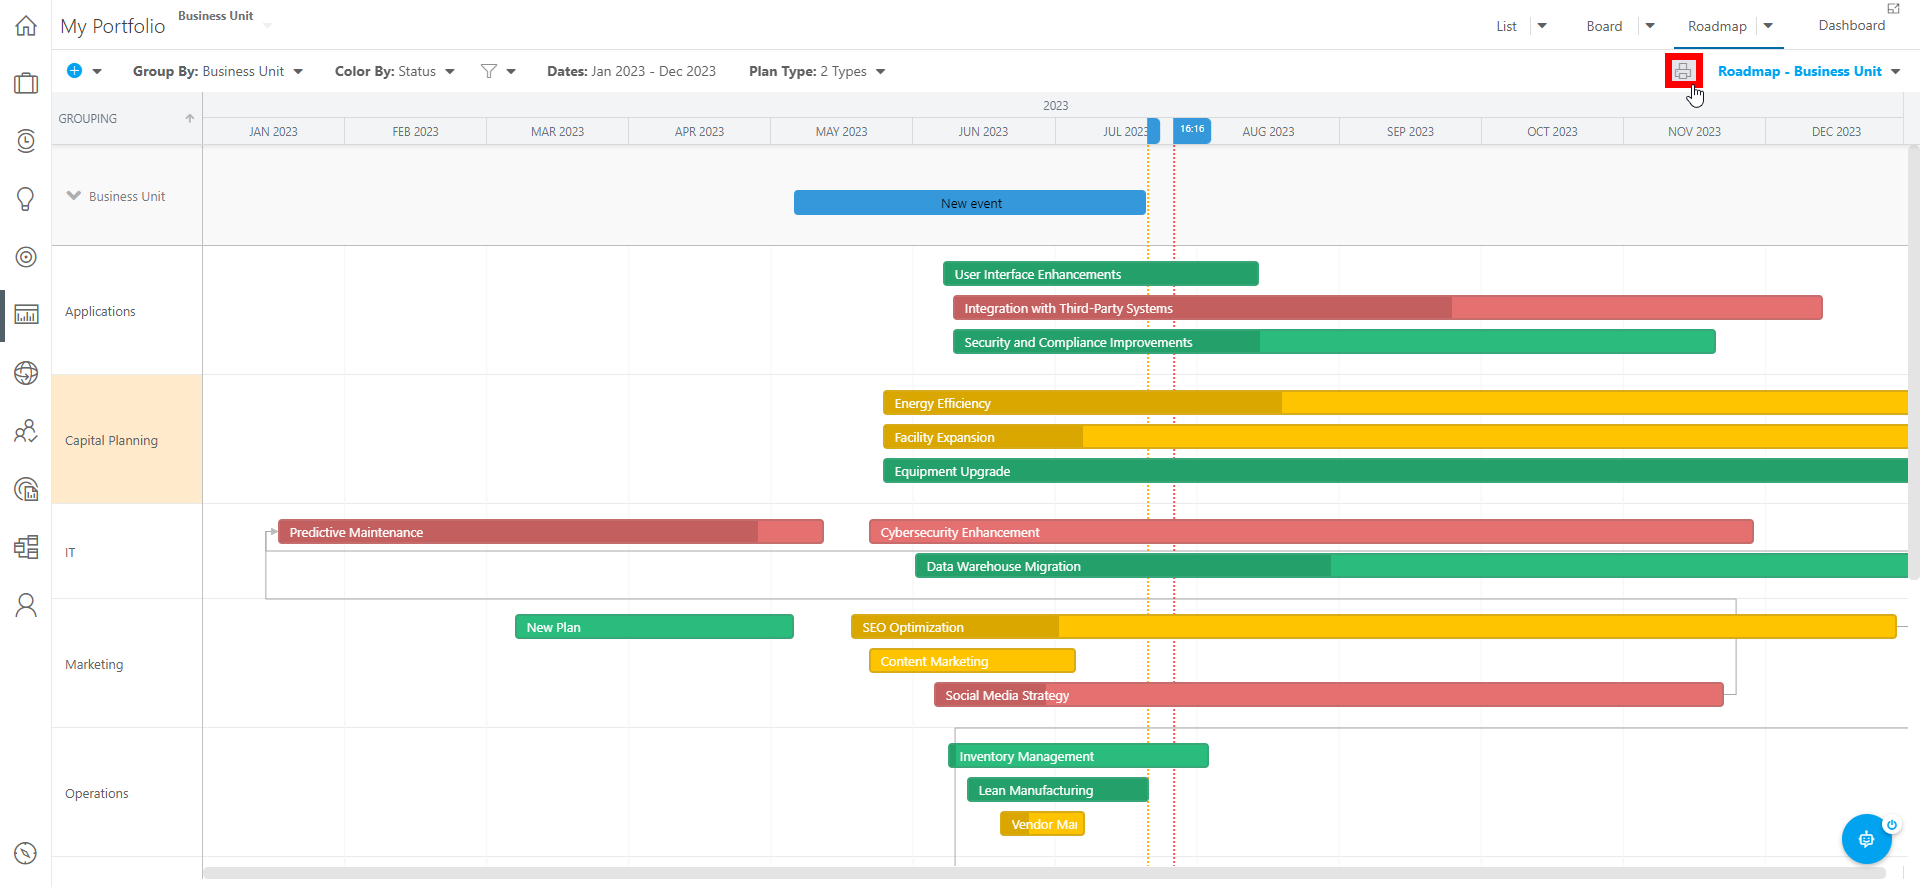 My Portfolio
Business Unit
List
Board
Roadmap
Dashboard
Group By: Business Unit
Color By: Status
Dates: Jan 2023 - Dec 2023
Plan Type: 2 Types
Roadmap - Business Unit
GROUPING
2023
JAN 2023
FEB 2023
MAR 2023
APR 2023
MAY 2023
JUN 2023
JUL 2023
16:16
AUG 2023
SEP 2023
OCT 2023
NOV 2023
DEC 2023
Business Unit
New event
Applications
User Interface Enhancements
Integration with Third-Party Systems
Security and Compliance Improvements
Capital Planning
Energy Efficiency
Facility Expansion
Equipment Upgrade
IT
Predictive Maintenance
Cybersecurity Enhancement
Data Warehouse Migration
Marketing
New Plan
SEO Optimization
Content Marketing
Social Media Strategy
Operations
Inventory Management
Lean Manufacturing
Vendor Mai